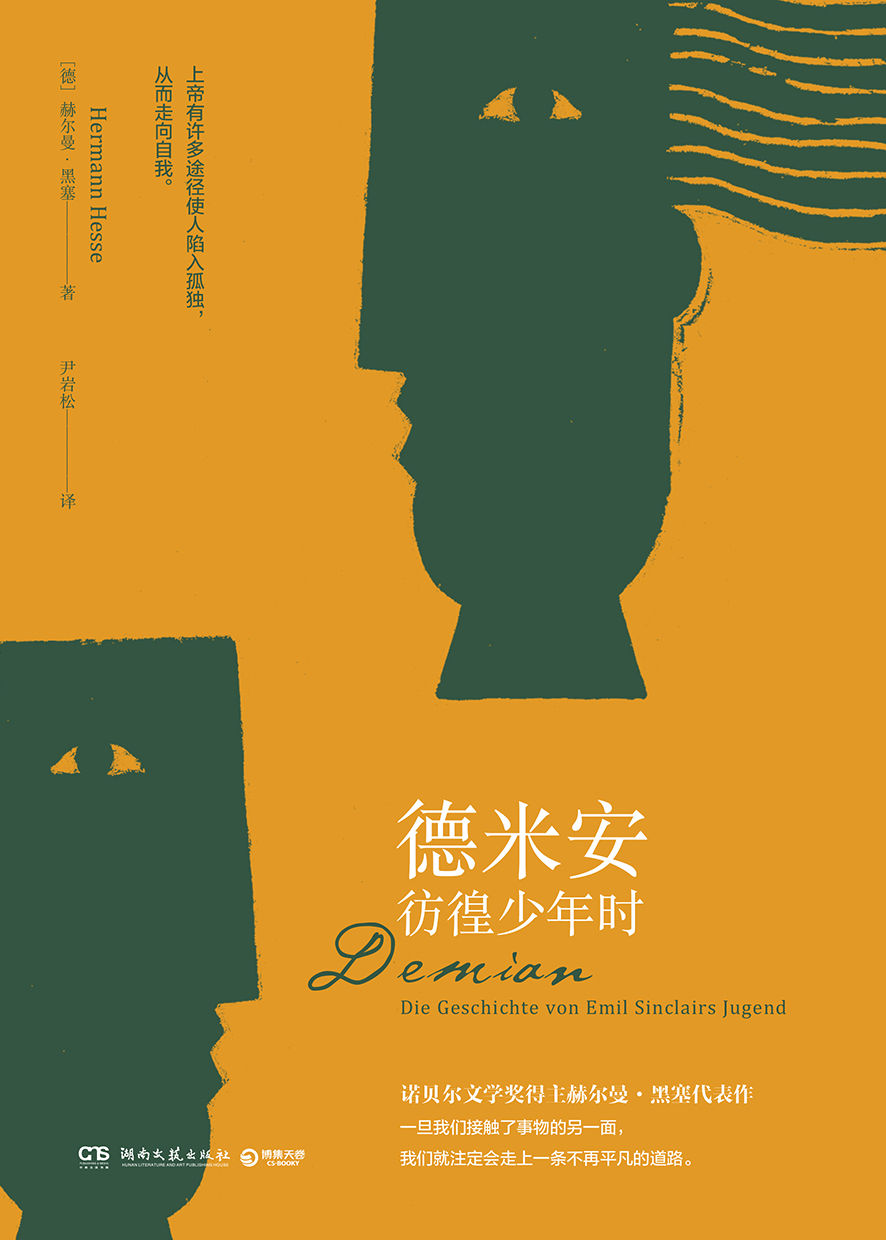 上帝有许多途径使人陷入孤独，
从而走向自我。
Hermann Hesse
［德］赫尔曼·黑塞——著
尹岩松——译
德米安
彷徨少年时
Demian
Die Geschichte von Emil Sinclairs Jugend
诺贝尔文学奖得主赫尔曼·黑塞代表作
一旦我们接触了事物的另一面，
我们就注定会走上一条不再平凡的道路。
湖南文艺出版社
HUNAN LITERATURE AND ART PUBLISHING HOUSE
博集天卷
CS-BOOKY